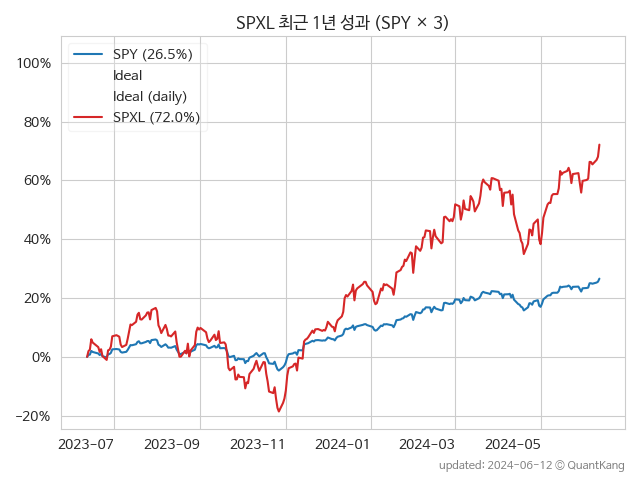 SPXL 최근 1년 성과 (SPY × 3)
SPY (26.5%)
Ideal
Ideal (daily)
SPXL (72.0%)
100%
80%
60%
40%
20%
0%
−20%
2023-07
2023-09
2023-11
2024-01
2024-03
2024-05
updated: 2024-06-12 © QuantKang